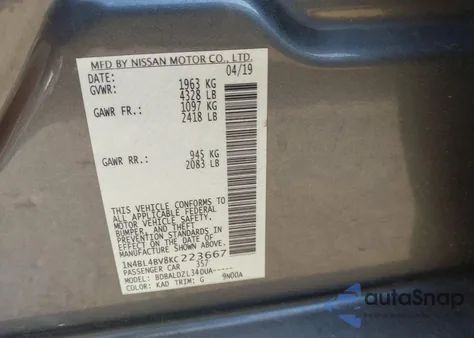 MFD BY NISSAN MOTOR CO., LTD.
DATE: 04/19
GVWR: 1963 KG
4328 LB
GAWR FR.: 1097 KG
2418 LB
GAWR RR.: 945 KG
2083 LB
THIS VEHICLE CONFORMS TO
ALL APPLICABLE FEDERAL
MOTOR VEHICLE SAFETY,
BUMPER, AND THEFT
PREVENTION STANDARDS IN
EFFECT ON THE DATE OF
MANUFACTURE SHOWN ABOVE.
1N4BL4BV8KC223667
PASSENGER CAR 357
MODEL: BDBALDZL34DUA-----
COLOR: KAD TRIM: G 9N00A
autoSnap